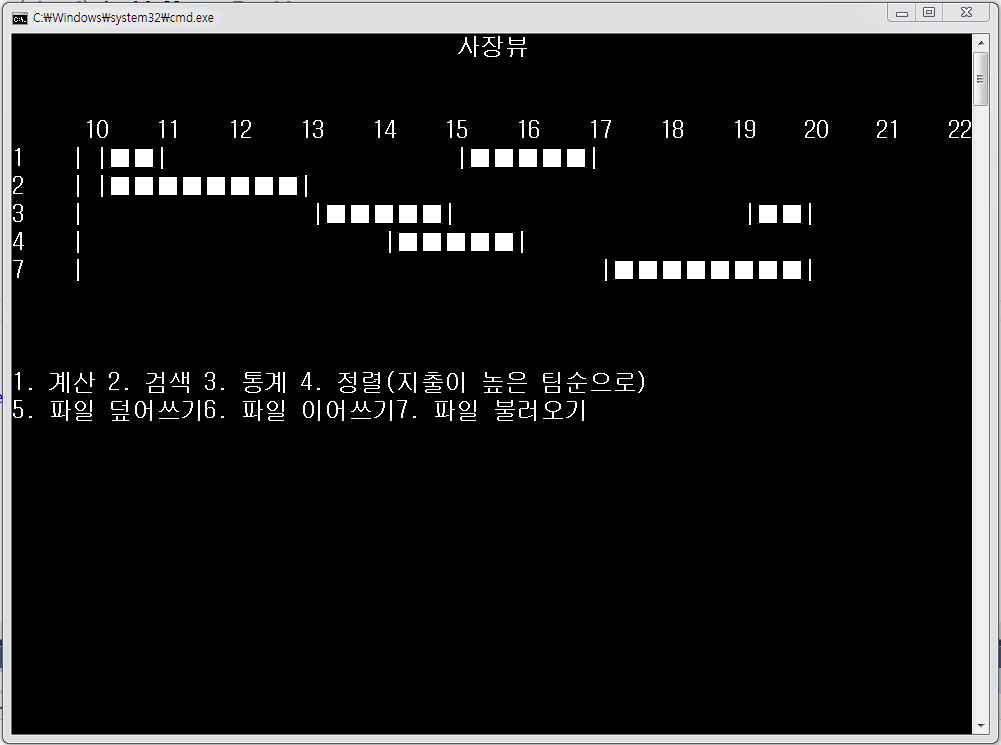 C:₩Windows₩system32₩cmd.exe
사장뷰
10 11 12 13 14 15 16 17 18 19 20 21 22
1 | |■■| |■■■■■|
2 | |■■■■■■■■|
3 | |■■■■■| |■■|
4 | |■■■■■|
7 | |■■■■■■■■|
1. 계산 2. 검색 3. 통계 4. 정렬(지출이 높은 팀순으로)
5. 파일 덮어쓰기6. 파일 이어쓰기7. 파일 불러오기